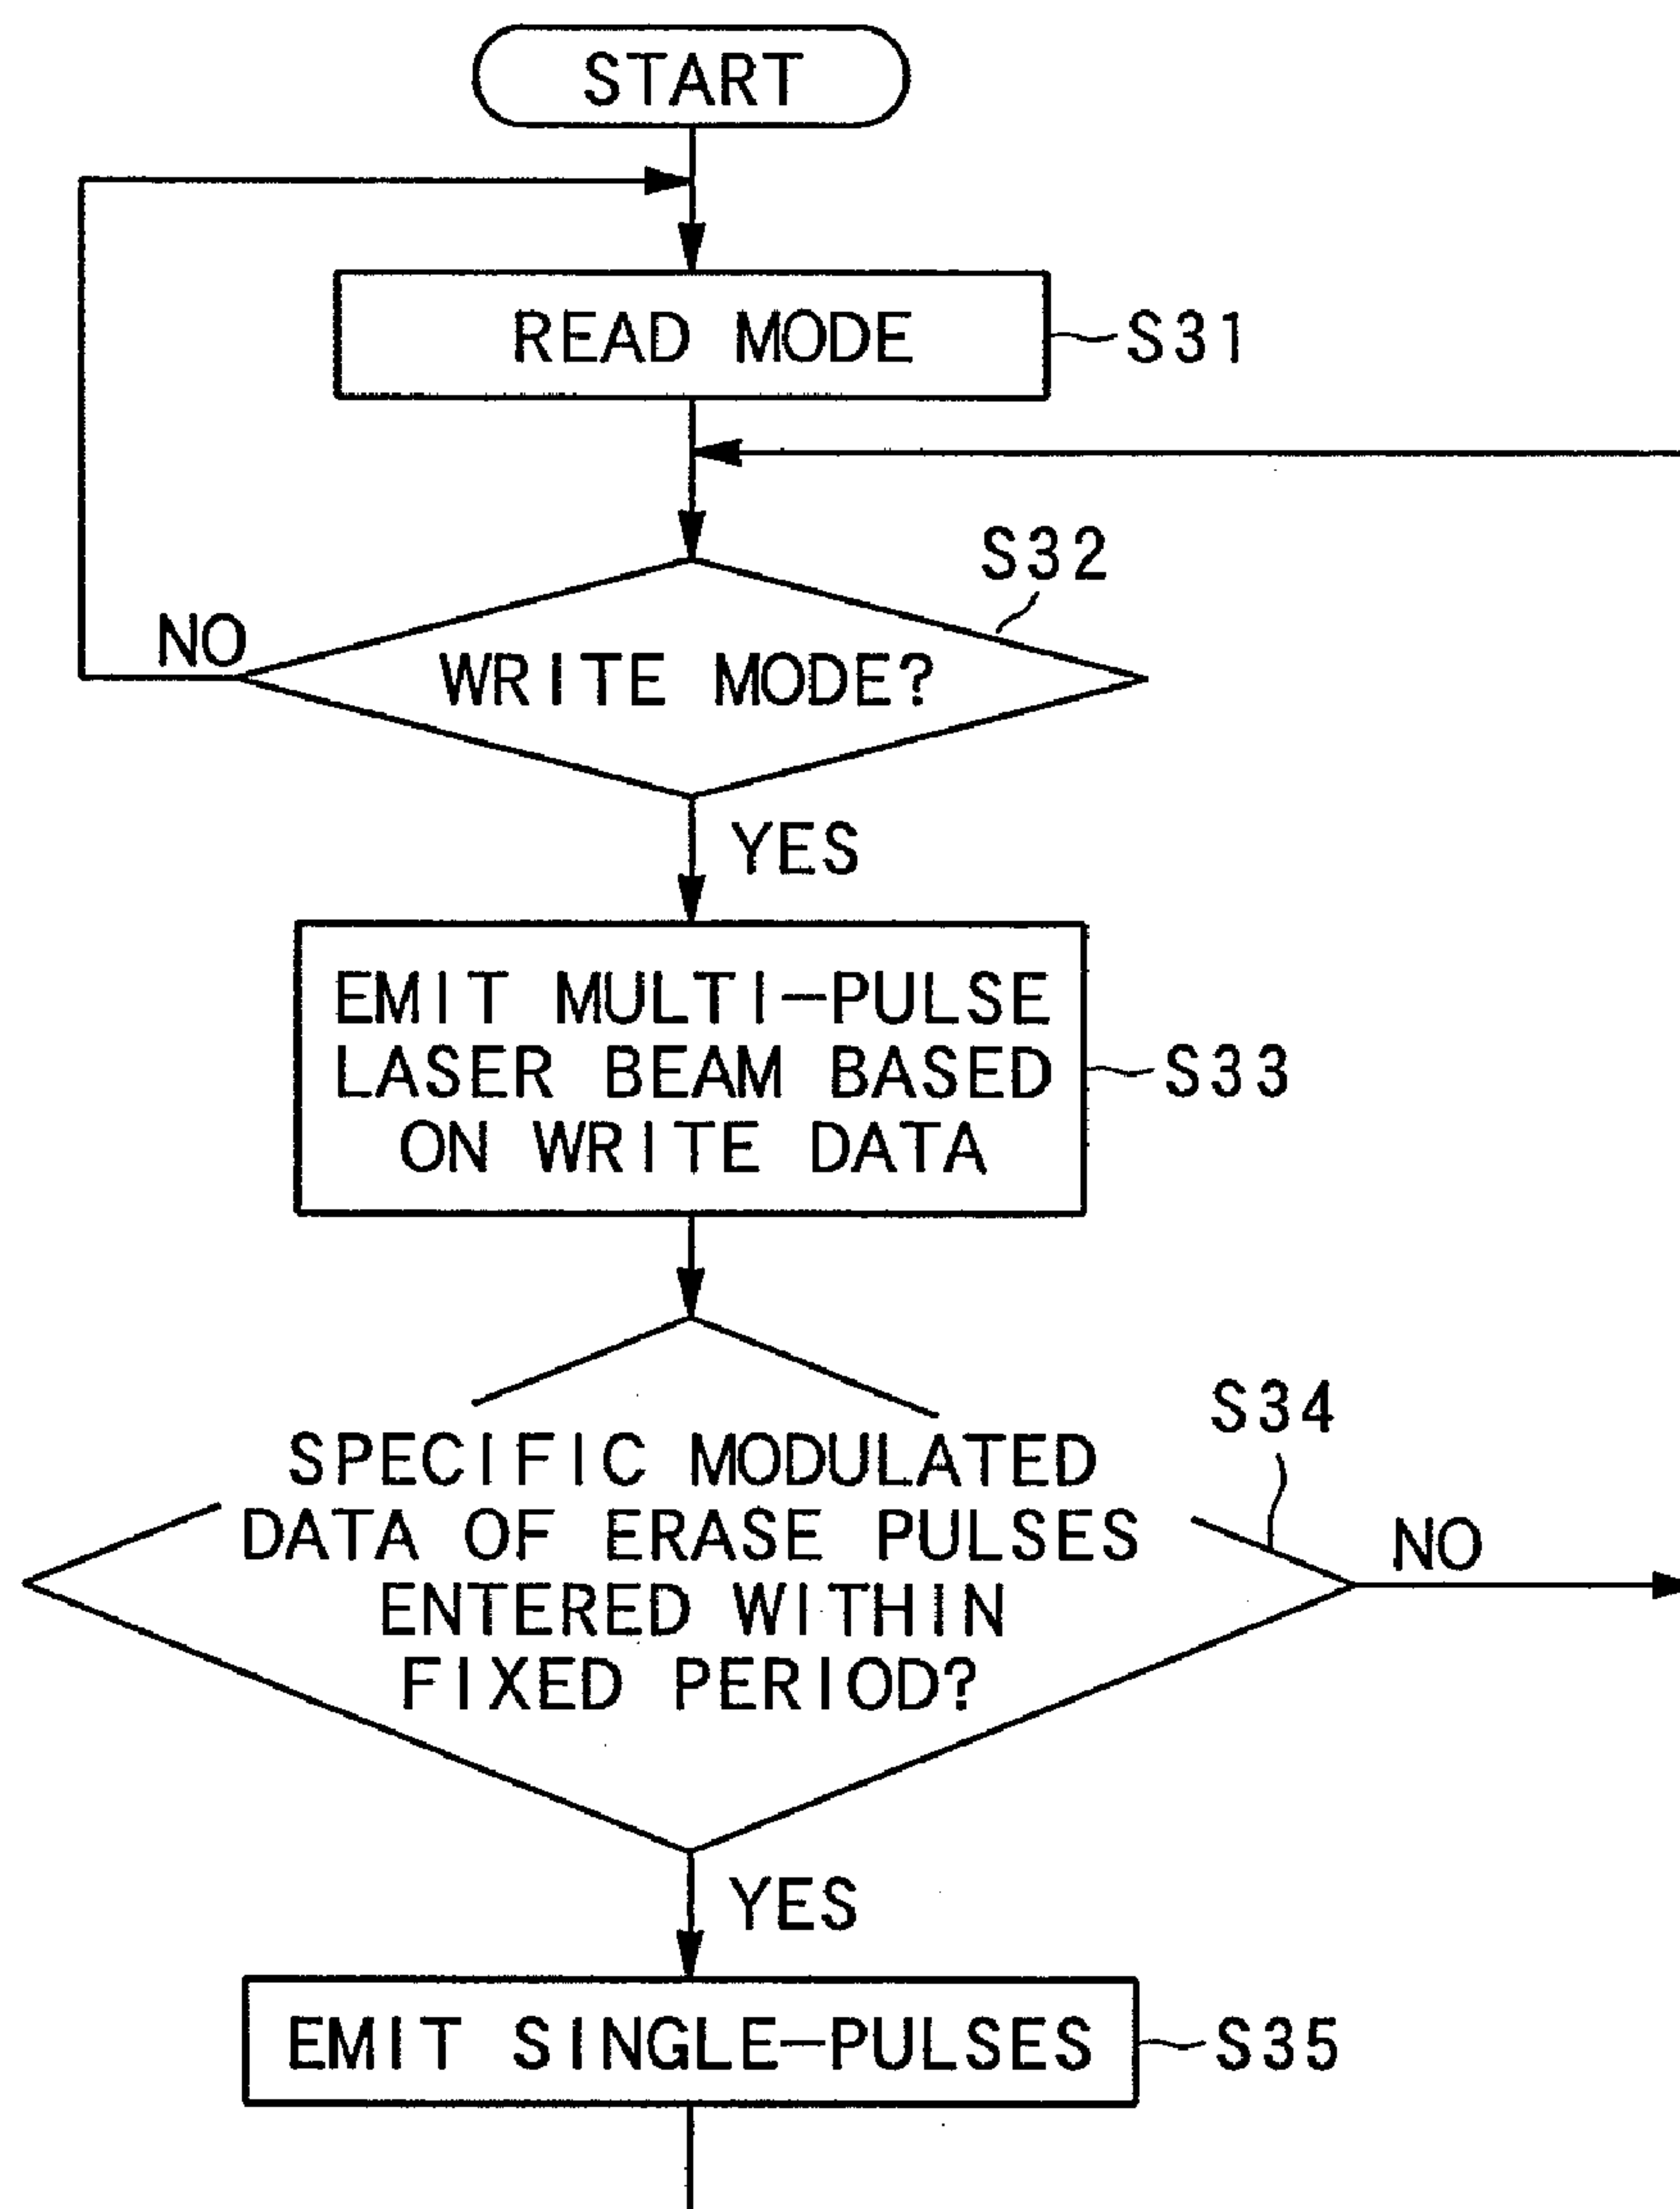 START
READ MODE
S31
S32
NO
WRITE MODE?
YES
EMIT MULTI-PULSE
LASER BEAM BASED
ON WRITE DATA
S33
S34
SPECIFIC MODULATED
DATA OF ERASE PULSES
ENTERED WITHIN
FIXED PERIOD?
NO
YES
EMIT SINGLE-PULSES
S35